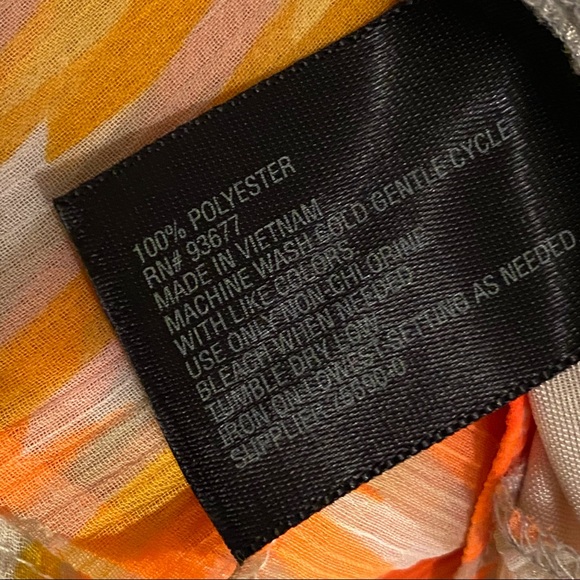 100% POLYESTER
RN# 93677
MADE IN VIETNAM
MACHINE WASH COLD GENTLE CYCLE
WITH LIKE COLORS
USE ONLY NON-CHLORINE
BLEACH WHEN NEEDED
TUMBLE DRY LOW
IRON ON LOWEST SETTING AS NEEDED
SUPPLIER: